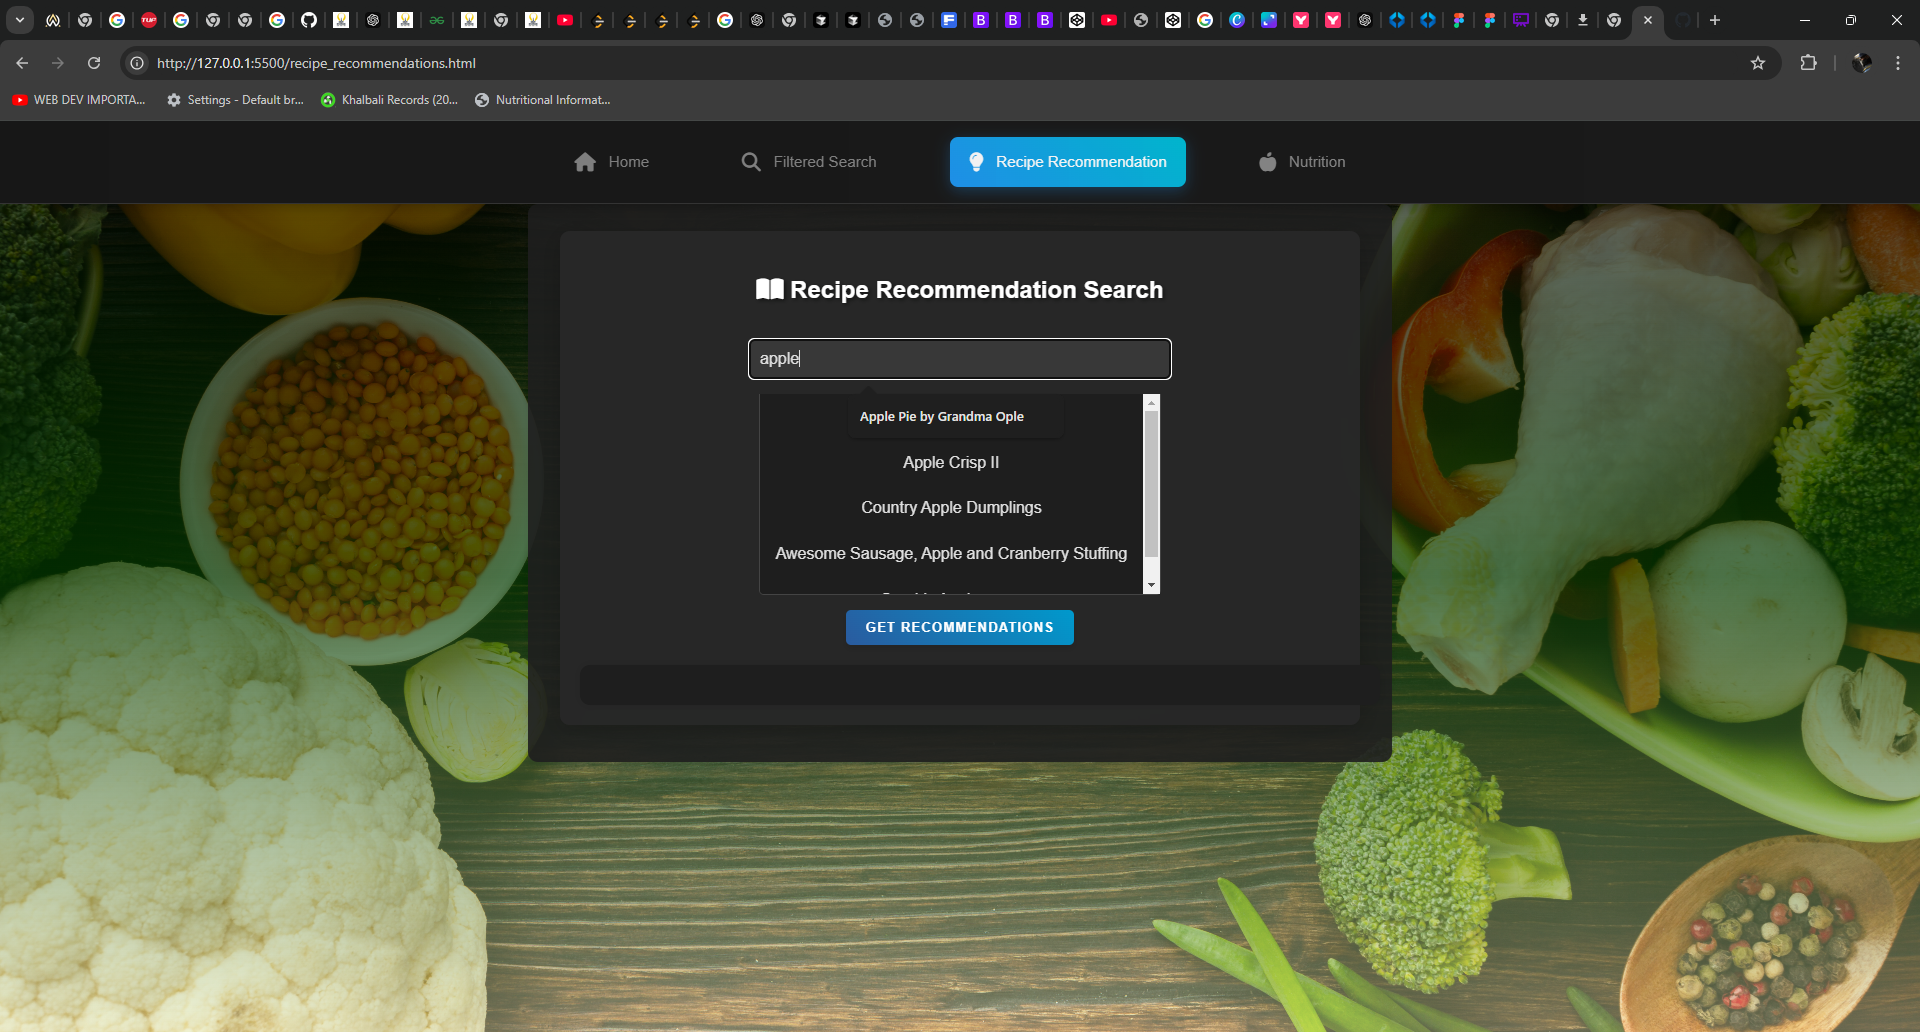 http://127.0.0.1:5500/recipe_recommendations.html
WEB DEV IMPORTA...
Settings - Default br...
Khalbali Records (20...
Nutritional Informat...
Home
Filtered Search
Recipe Recommendation
Nutrition
Recipe Recommendation Search
apple
Apple Pie by Grandma Ople
Apple Crisp II
Country Apple Dumplings
Awesome Sausage, Apple and Cranberry Stuffing
GET RECOMMENDATIONS